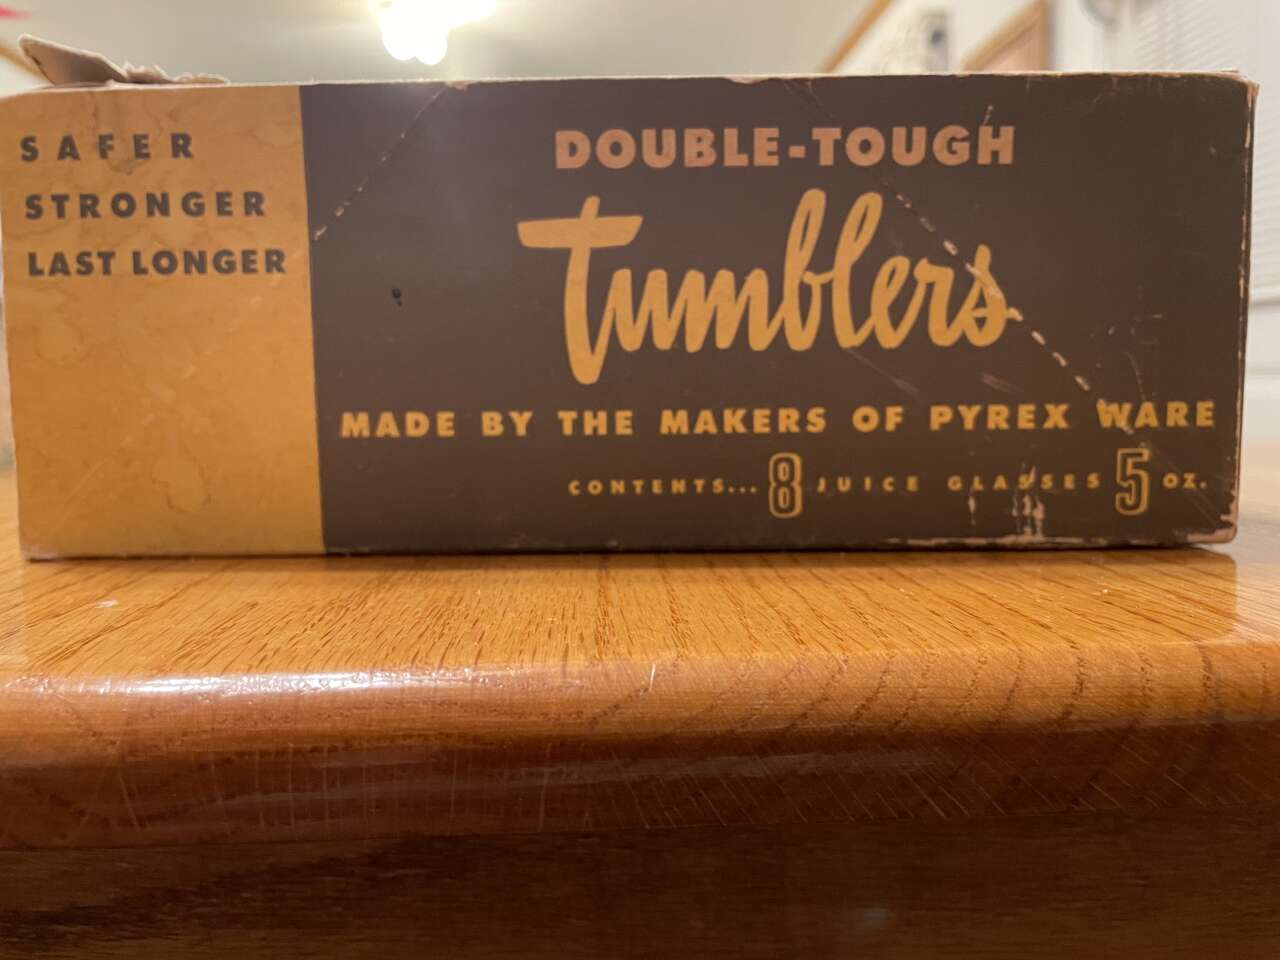 SAFER
STRONGER
LAST LONGER
DOUBLE-TOUGH
Tumblers
MADE BY THE MAKERS OF PYREX WARE
CONTENTS... 8 JUICE GLASSES 5 OZ.